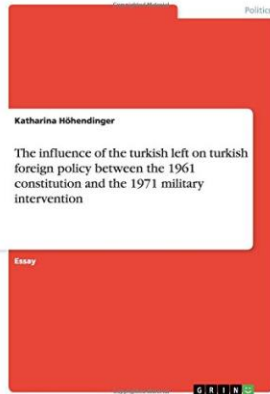 Politics
Katharina Höhendinger
The influence of the turkish left on turkish
foreign policy between the 1961
constitution and the 1971 military
intervention
Essay
GRIN